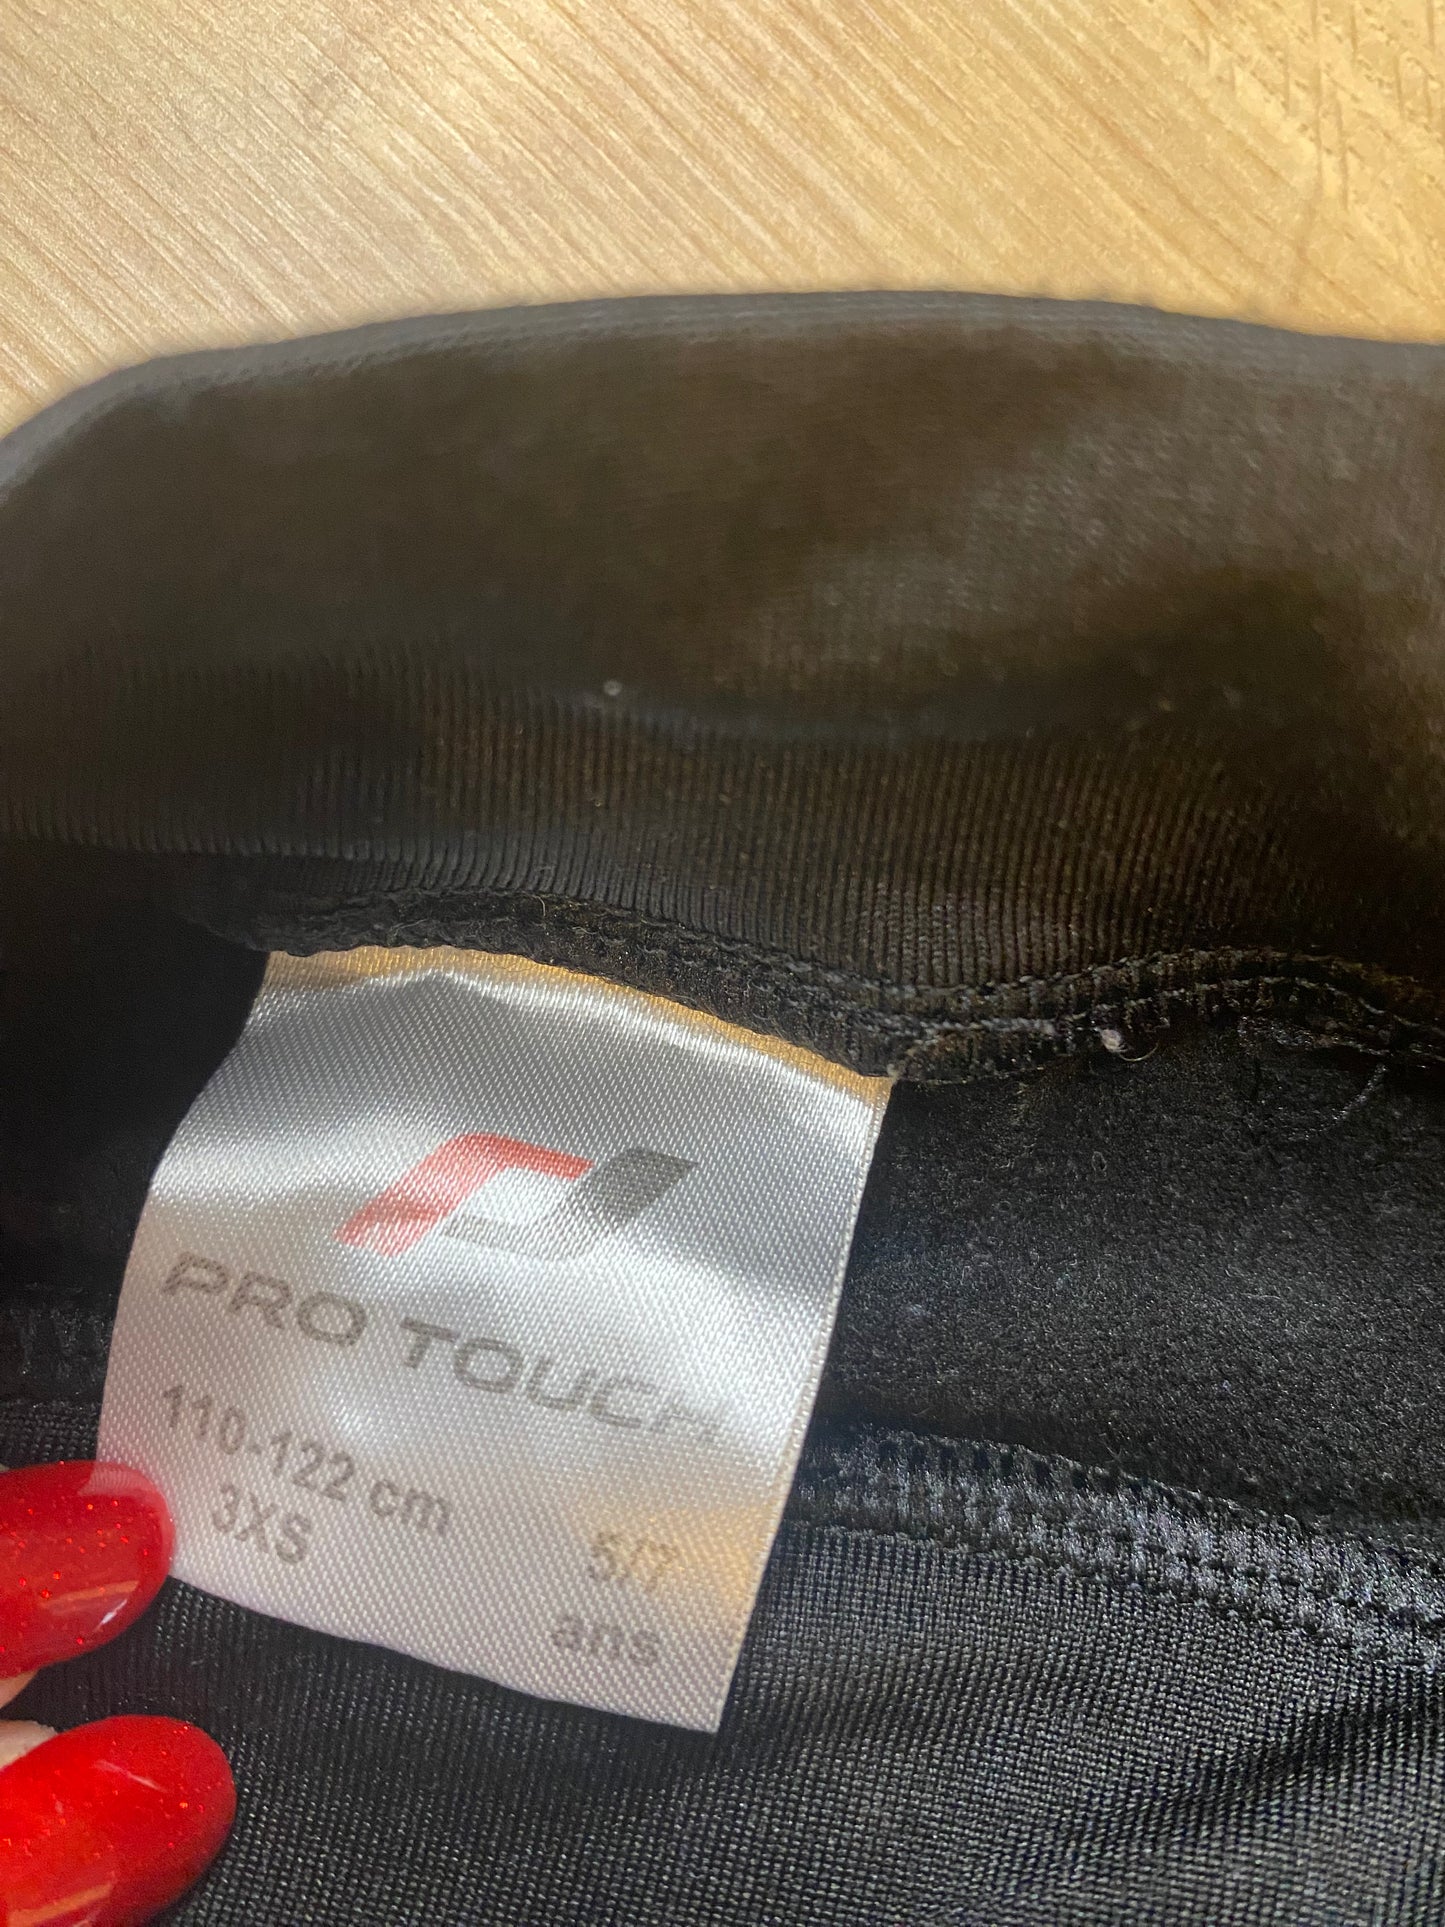 PRO TOUCH
110-122 cm
3XS
5/7
ans